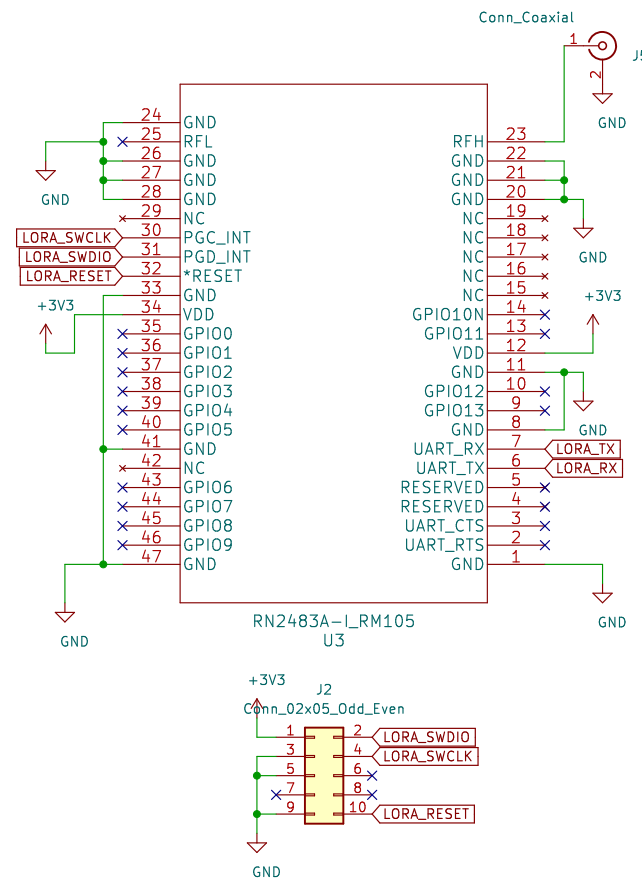 Conn_Coaxial
1
J5
2
GND
24 GND
25 RFL
26 GND
27 GND
28 GND
29 NC
LORA_SWCLK 30 PGC_INT
LORA_SWDIO 31 PGD_INT
LORA_RESET 32 *RESET
33 GND
34 VDD
35 GPIO0
36 GPIO1
37 GPIO2
38 GPIO3
39 GPIO4
40 GPIO5
41 GND
42 NC
43 GPIO6
44 GPIO7
45 GPIO8
46 GPIO9
47 GND
GND
+3V3
GND
RFH 23
GND 22
GND 21
GND 20
NC 19
NC 18
NC 17
NC 16
NC 15
GPIO10N 14
GPIO11 13
VDD 12
GND 11
GPIO12 10
GPIO13 9
GND 8
UART_RX 7 LORA_TX
UART_TX 6 LORA_RX
RESERVED 5
RESERVED 4
UART_CTS 3
UART_RTS 2
GND 1
GND
+3V3
GND
GND
RN2483A-I_RM105
U3
+3V3
J2
Conn_02x05_Odd_Even
1 2 LORA_SWDIO
3 4 LORA_SWCLK
5 6
7 8
9 10 LORA_RESET
GND